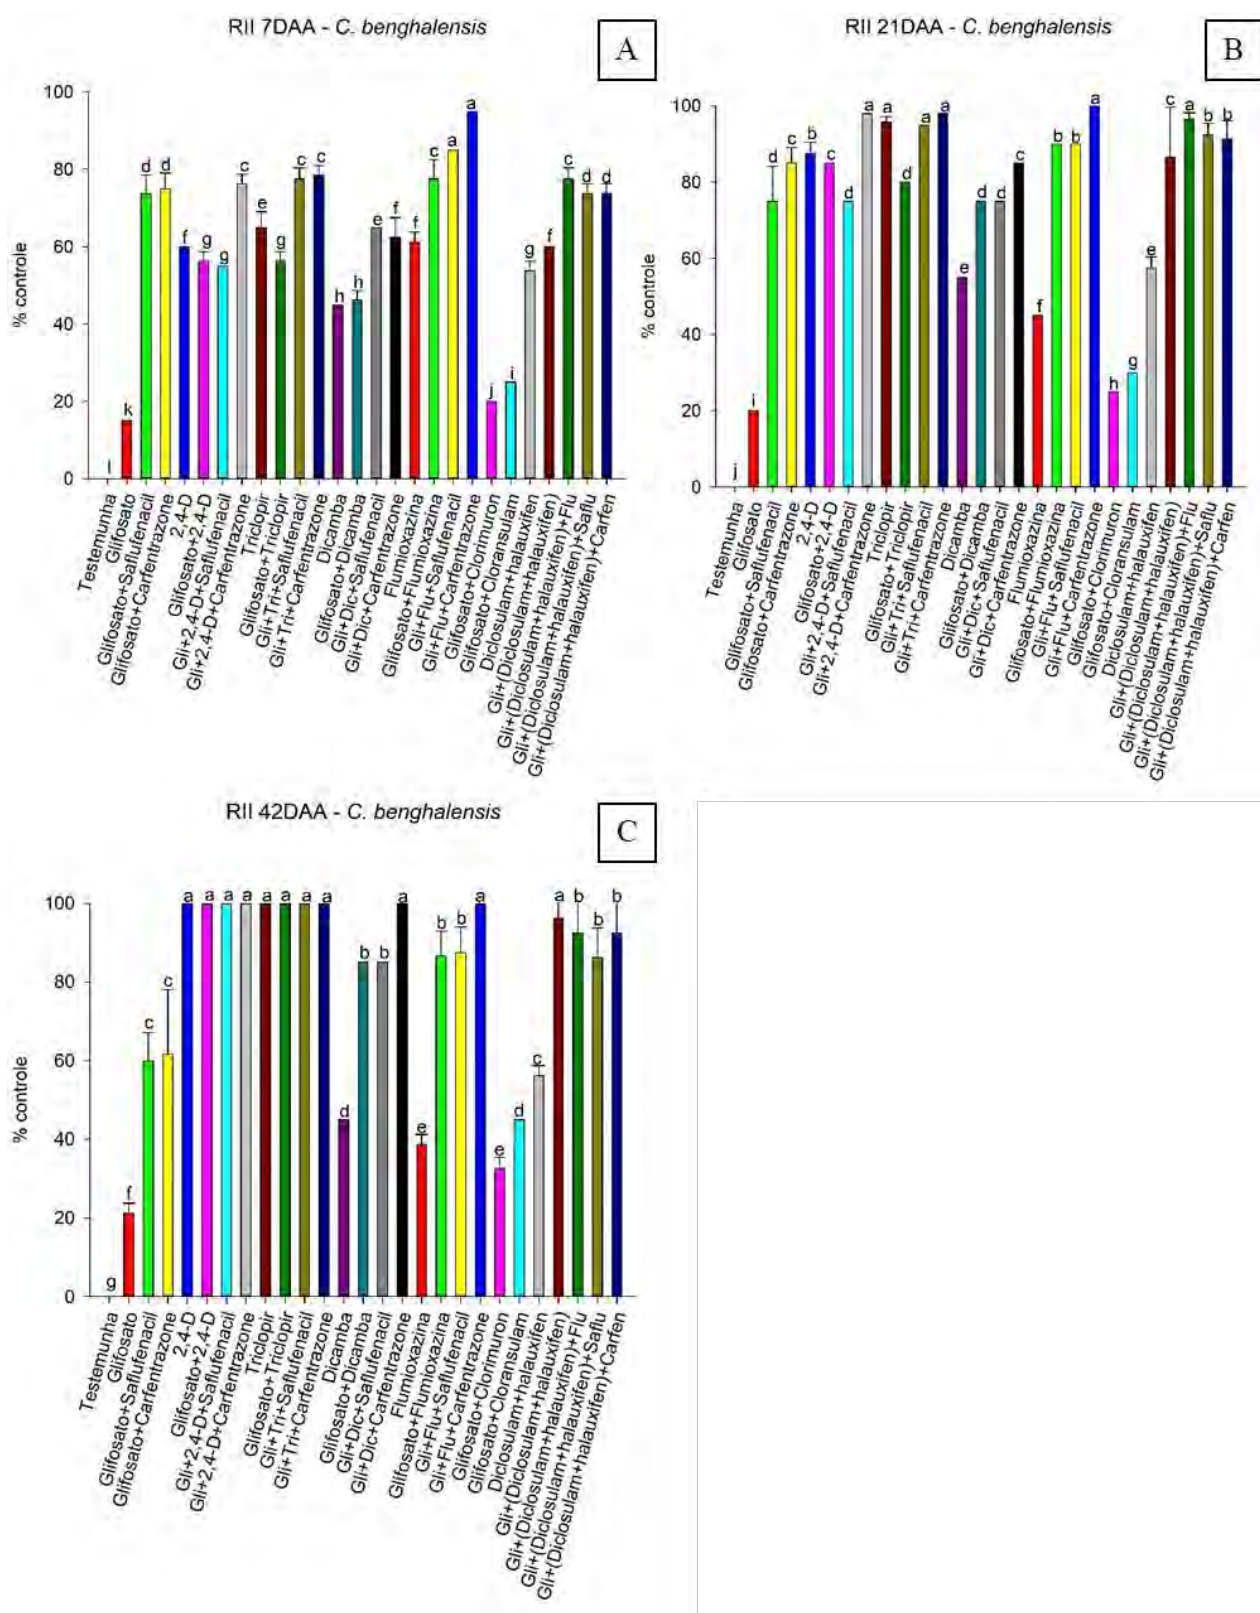 RII 7DAA - C. benghalensis
A
% controle
100
80
60
40
20
0
l k d d f g g c e g c c h h e f f c a a j i g f c d d
Testemunha
Glifosato
Glifosato+Saflufenacil
Glifosato+Carfentrazone
2,4-D
Glifosato+2,4-D
Gli+2,4-D+Saflufenacil
Gli+2,4-D+Carfentrazone
Triclopir
Glifosato+Triclopir
Gli+Tri+Saflufenacil
Gli+Tri+Carfentrazone
Dicamba
Glifosato+Dicamba
Gli+Dic+Saflufenacil
Gli+Dic+Carfentrazone
Flumioxazina
Glifosato+Flumioxazina
Gli+Flu+Saflufenacil
Gli+Flu+Carfentrazone
Glifosato+Clorimuron
Glifosato+Cloransulam
Diclosulam+halauxifen
Gli+(Diclosulam+halauxifen)
Gli+(Diclosulam+halauxifen)+Flu
Gli+(Diclosulam+halauxifen)+Saflu
Gli+(Diclosulam+halauxifen)+Carfen
RII 21DAA - C. benghalensis
B
% controle
100
80
60
40
20
0
j i d c b c d a a d a a e d d c f b b a h g e c a b b
Testemunha
Glifosato
Glifosato+Saflufenacil
Glifosato+Carfentrazone
2,4-D
Glifosato+2,4-D
Gli+2,4-D+Saflufenacil
Gli+2,4-D+Carfentrazone
Triclopir
Glifosato+Triclopir
Gli+Tri+Saflufenacil
Gli+Tri+Carfentrazone
Dicamba
Glifosato+Dicamba
Gli+Dic+Saflufenacil
Gli+Dic+Carfentrazone
Flumioxazina
Glifosato+Flumioxazina
Gli+Flu+Saflufenacil
Gli+Flu+Carfentrazone
Glifosato+Clorimuron
Glifosato+Cloransulam
Diclosulam+halauxifen
Gli+(Diclosulam+halauxifen)
Gli+(Diclosulam+halauxifen)+Flu
Gli+(Diclosulam+halauxifen)+Saflu
Gli+(Diclosulam+halauxifen)+Carfen
RII 42DAA - C. benghalensis
C
% controle
100
80
60
40
20
0
g f c c a a a a a a a a d b b a e b b a e d c a b b b
Testemunha
Glifosato
Glifosato+Saflufenacil
Glifosato+Carfentrazone
2,4-D
Glifosato+2,4-D
Gli+2,4-D+Saflufenacil
Gli+2,4-D+Carfentrazone
Triclopir
Glifosato+Triclopir
Gli+Tri+Saflufenacil
Gli+Tri+Carfentrazone
Dicamba
Glifosato+Dicamba
Gli+Dic+Saflufenacil
Gli+Dic+Carfentrazone
Flumioxazina
Glifosato+Flumioxazina
Gli+Flu+Saflufenacil
Gli+Flu+Carfentrazone
Glifosato+Clorimuron
Glifosato+Cloransulam
Diclosulam+halauxifen
Gli+(Diclosulam+halauxifen)
Gli+(Diclosulam+halauxifen)+Flu
Gli+(Diclosulam+halauxifen)+Saflu
Gli+(Diclosulam+halauxifen)+Carfen